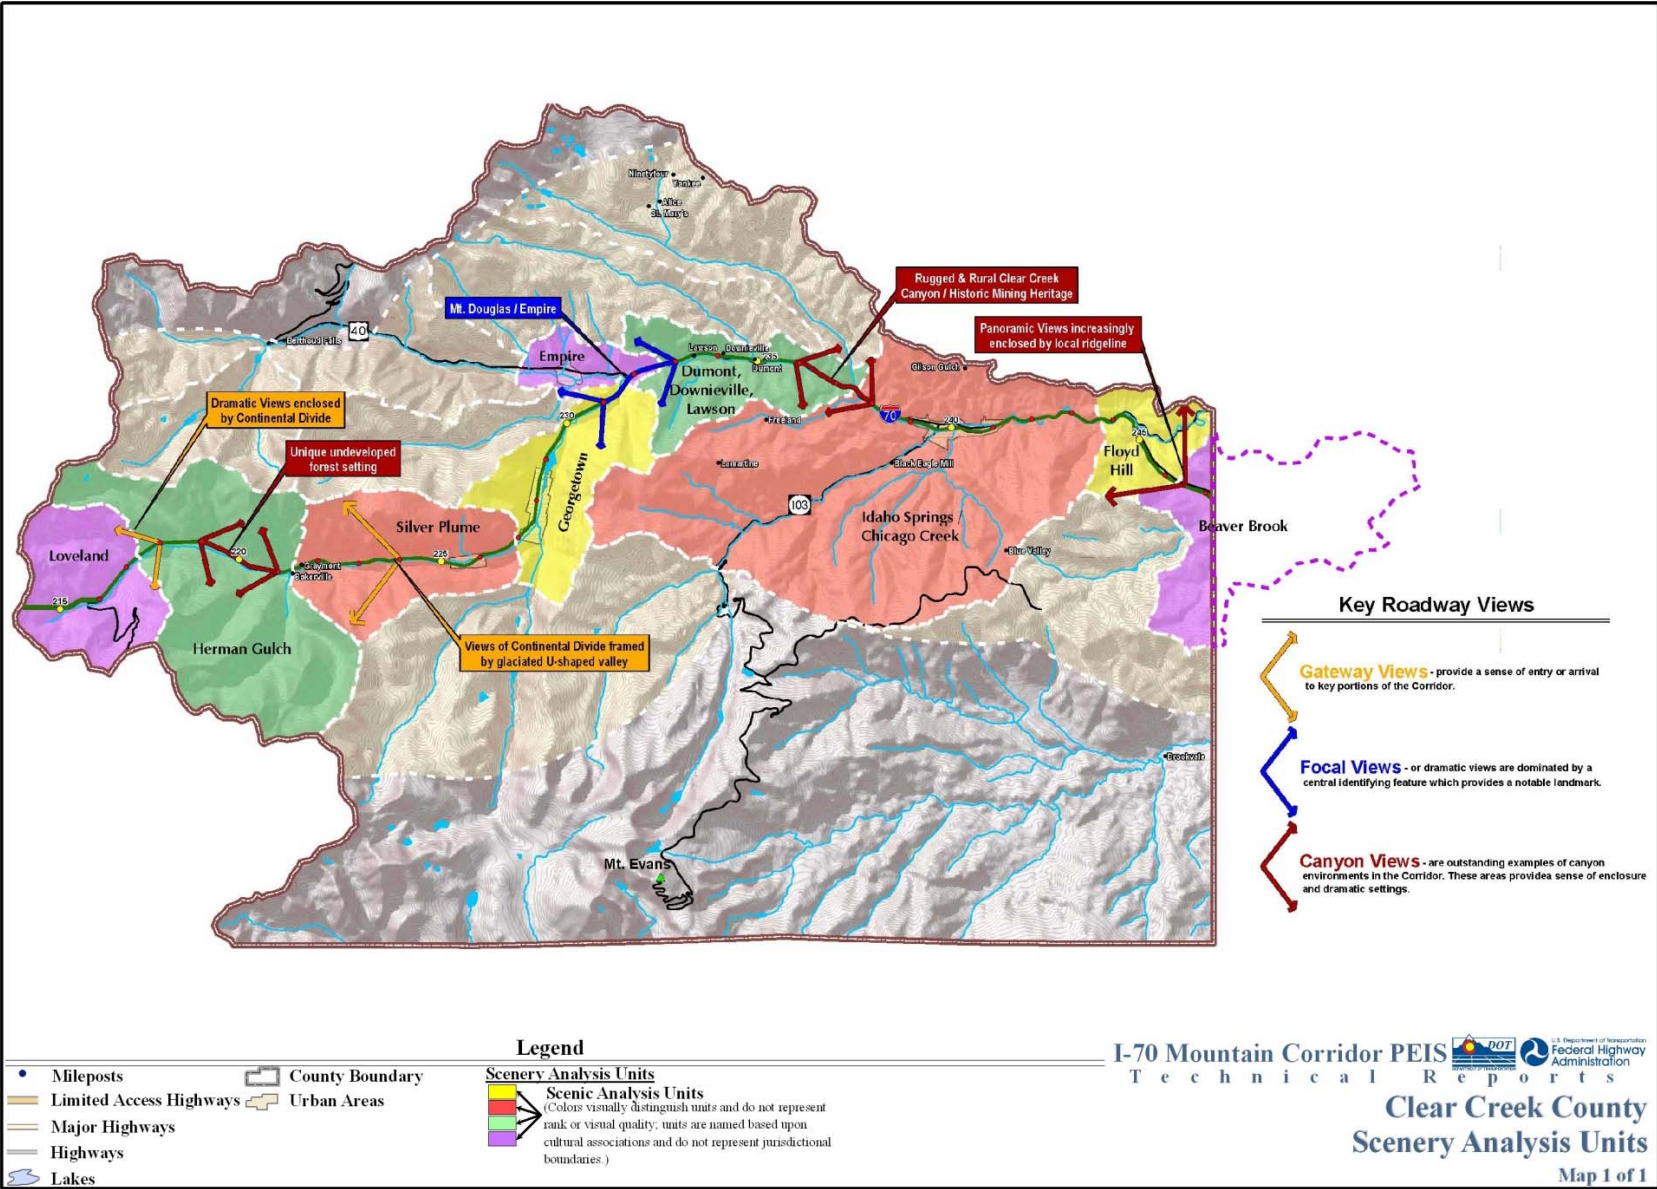 Ninetyfour
Yankee
Alice
St. Mary's
Rugged & Rural Clear Creek
Canyon / Historic Mining Heritage
Mt. Douglas / Empire
Panoramic Views increasingly
enclosed by local ridgeline
40
Berthoud Falls
Empire
Lawson
Downieville
235
Dumont
Dumont,
Downieville,
Lawson
Gilson Gulch
Dramatic Views enclosed
by Continental Divide
230
Freeland
70
240
245
Floyd
Hill
Unique undeveloped
forest setting
Georgetown
Lamartine
Black Eagle Mill
103
Idaho Springs
Chicago Creek
Beaver Brook
Silver Plume
Loveland
220
225
Graymont
Bakerville
Blue Valley
215
Herman Gulch
Views of Continental Divide framed
by glaciated U-shaped valley
Brookvale
Mt. Evans
Key Roadway Views
Gateway Views - provide a sense of entry or arrival
to key portions of the Corridor.
Focal Views - or dramatic views are dominated by a
central identifying feature which provides a notable landmark.
Canyon Views - are outstanding examples of canyon
environments in the Corridor. These areas providea sense of enclosure
and dramatic settings.
Legend
Mileposts
Limited Access Highways
Major Highways
Highways
Lakes
County Boundary
Urban Areas
Scenery Analysis Units
Scenic Analysis Units
(Colors visually distinguish units and do not represent
rank or visual quality; units are named based upon
cultural associations and do not represent jurisdictional
boundaries.)
I-70 Mountain Corridor PEIS
Technical Reports
DOT
DEPARTMENT OF TRANSPORTATION
U.S. Department of Transportation
Federal Highway
Administration
Clear Creek County
Scenery Analysis Units
Map 1 of 1